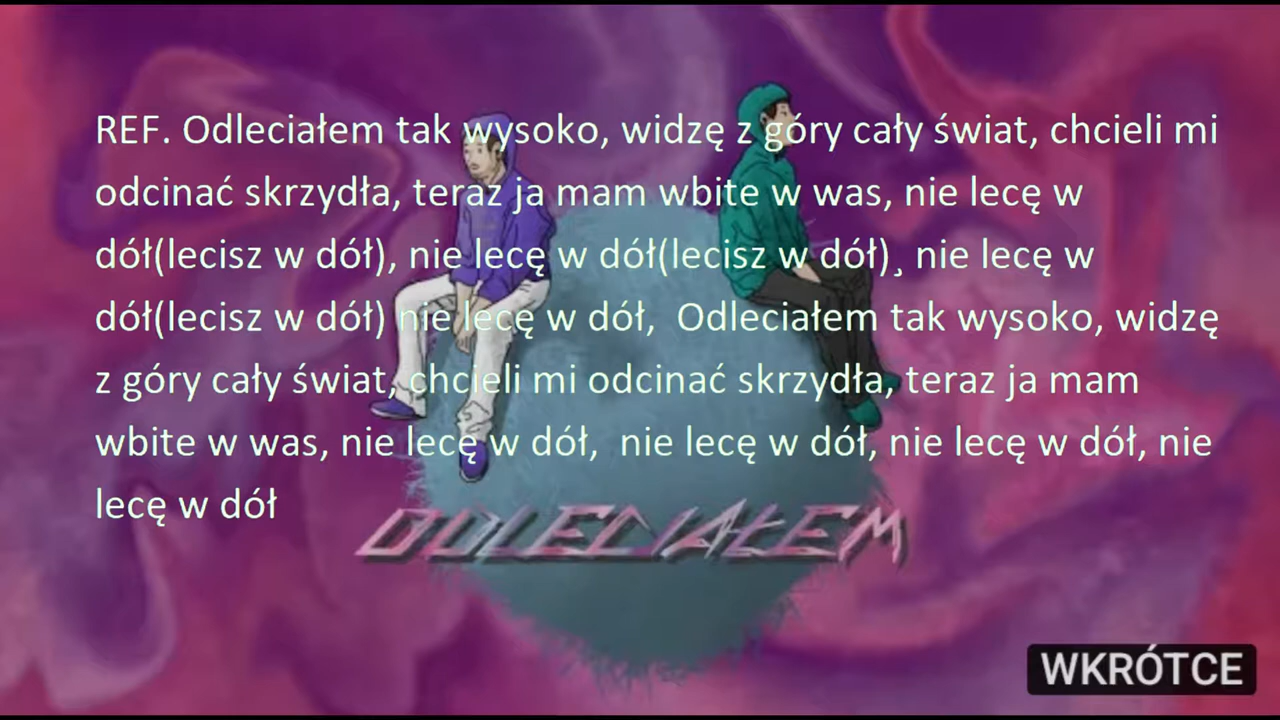 REF. Odleciałem tak wysoko, widzę z góry cały świat, chcieli mi
odcinać skrzydła, teraz ja mam wbite w was, nie lecę w
dół(lecisz w dół), nie lecę w dół(lecisz w dół)¸ nie lecę w
dół(lecisz w dół) nie lecę w dół,  Odleciałem tak wysoko, widzę
z góry cały świat, chcieli mi odcinać skrzydła, teraz ja mam
wbite w was, nie lecę w dół,  nie lecę w dół, nie lecę w dół, nie
lecę w dół
ODLECIAŁEM
WKRÓTCE